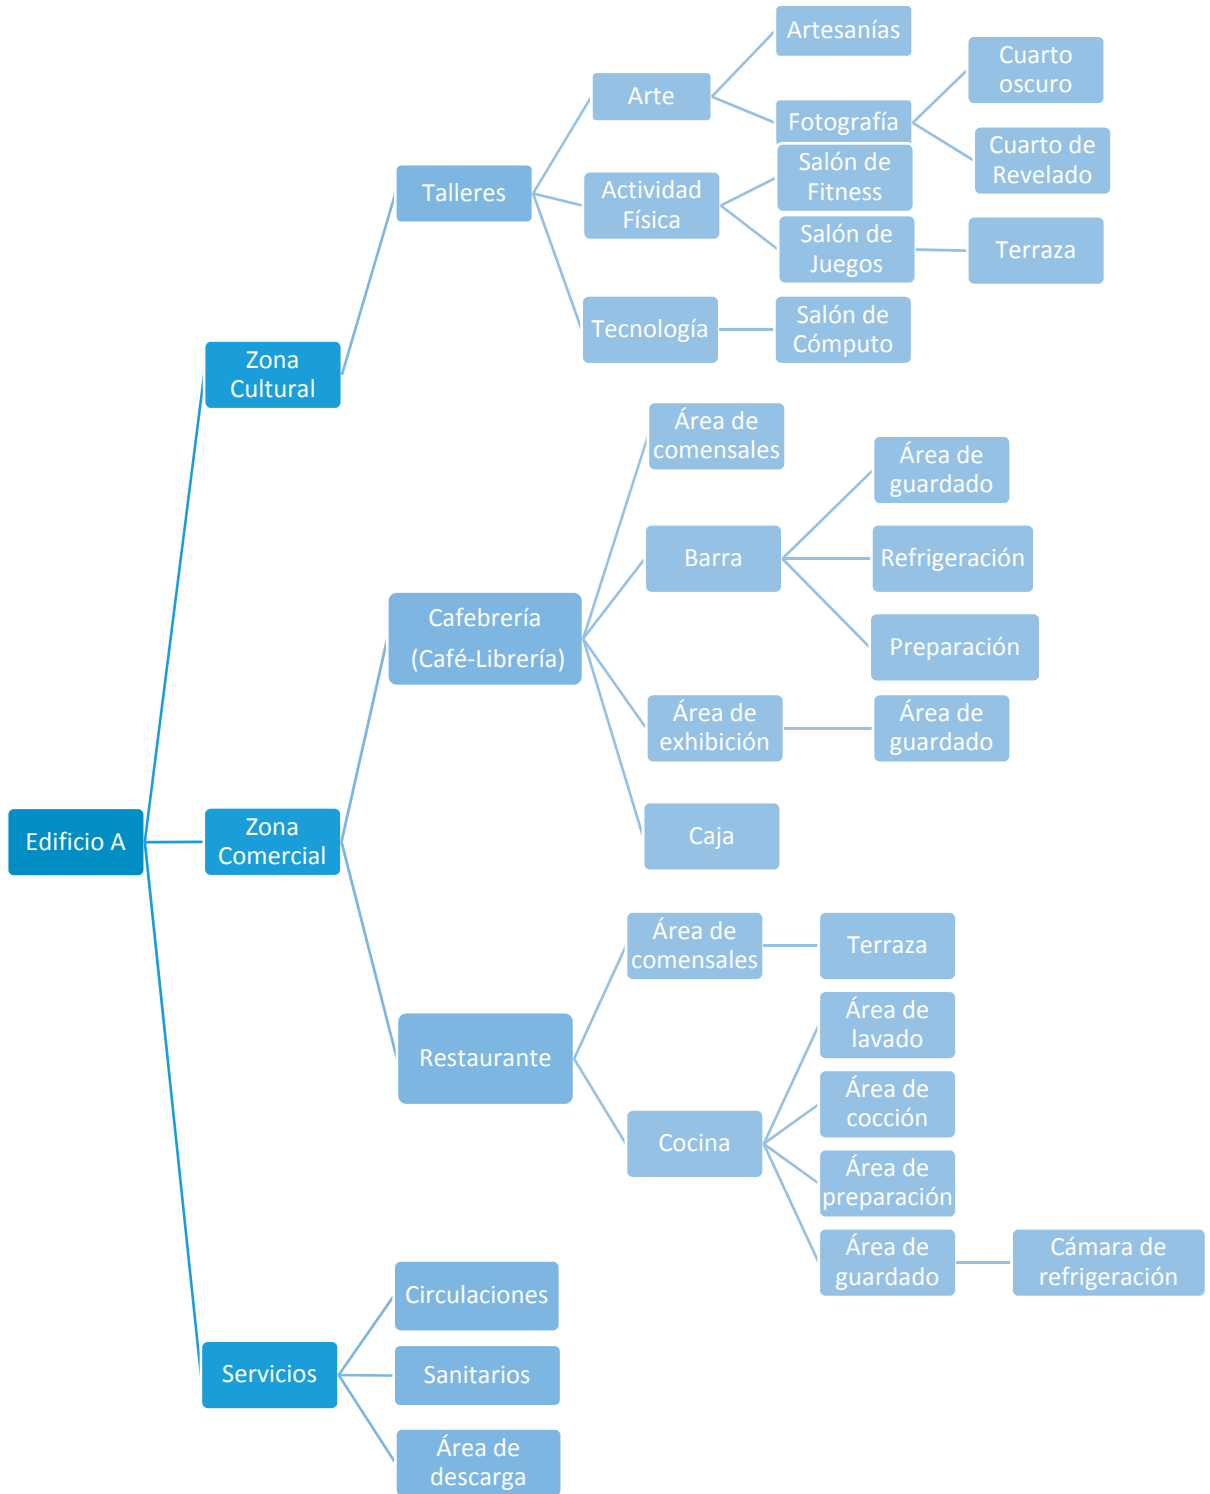 Artesanías
Cuarto
oscuro
Arte
Fotografía
Cuarto de
Revelado
Talleres
Salón de
Fitness
Actividad
Física
Salón de
Juegos
Terraza
Tecnología
Salón de
Cómputo
Zona
Cultural
Área de
comensales
Área de
guardado
Barra
Refrigeración
Cafebrería
(Café-Librería)
Preparación
Área de
exhibición
Área de
guardado
Caja
Edificio A
Zona
Comercial
Área de
comensales
Terraza
Área de
lavado
Restaurante
Área de
cocción
Cocina
Área de
preparación
Área de
guardado
Cámara de
refrigeración
Circulaciones
Servicios
Sanitarios
Área de
descarga